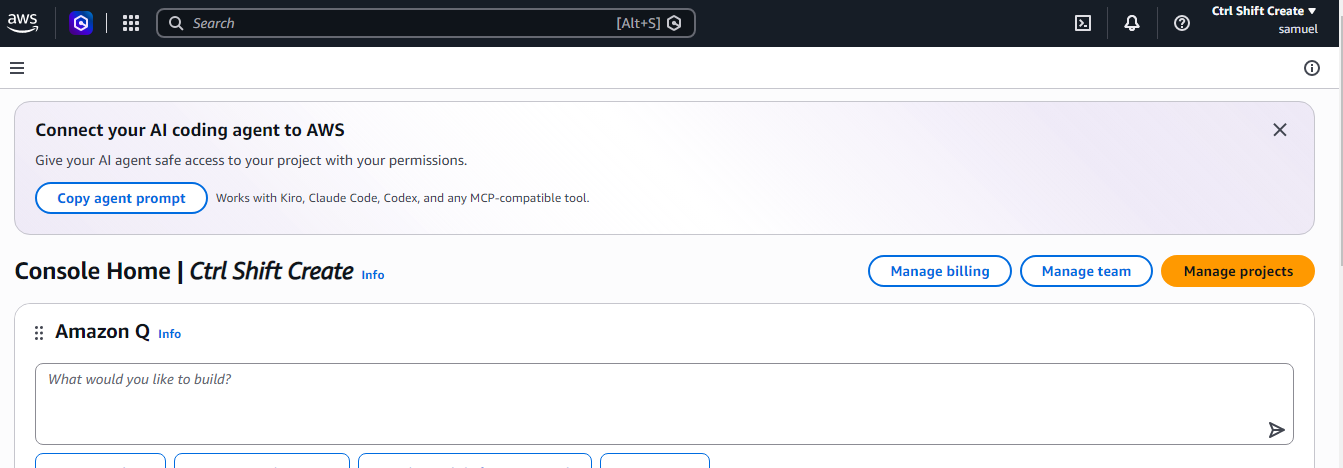 aws
Search
[Alt+S]
Ctrl Shift Create
samuel
Connect your AI coding agent to AWS
Give your AI agent safe access to your project with your permissions.
Copy agent prompt
Works with Kiro, Claude Code, Codex, and any MCP-compatible tool.
Console Home | Ctrl Shift Create Info
Manage billing
Manage team
Manage projects
Amazon Q Info
What would you like to build?